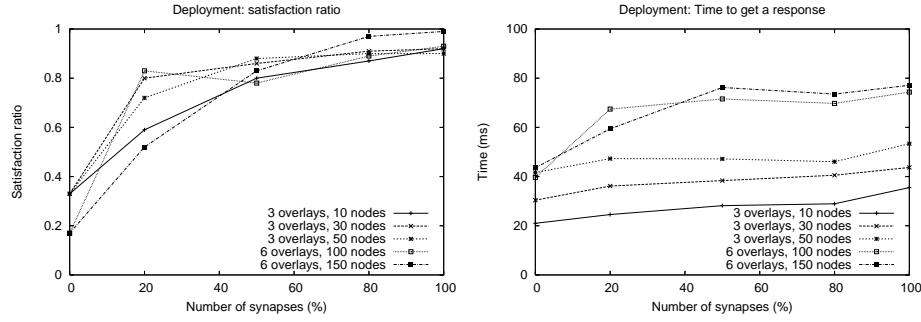 Deployment: satisfaction ratio
Satisfaction ratio
1
0.8
0.6
0.4
0.2
0
3 overlays, 10 nodes
3 overlays, 30 nodes
3 overlays, 50 nodes
6 overlays, 100 nodes
6 overlays, 150 nodes
0 20 40 60 80 100
Number of synapses (%)
Deployment: Time to get a response
Time (ms)
100
80
60
40
20
0
3 overlays, 10 nodes
3 overlays, 30 nodes
3 overlays, 50 nodes
6 overlays, 100 nodes
6 overlays, 150 nodes
0 20 40 60 80 100
Number of synapses (%)